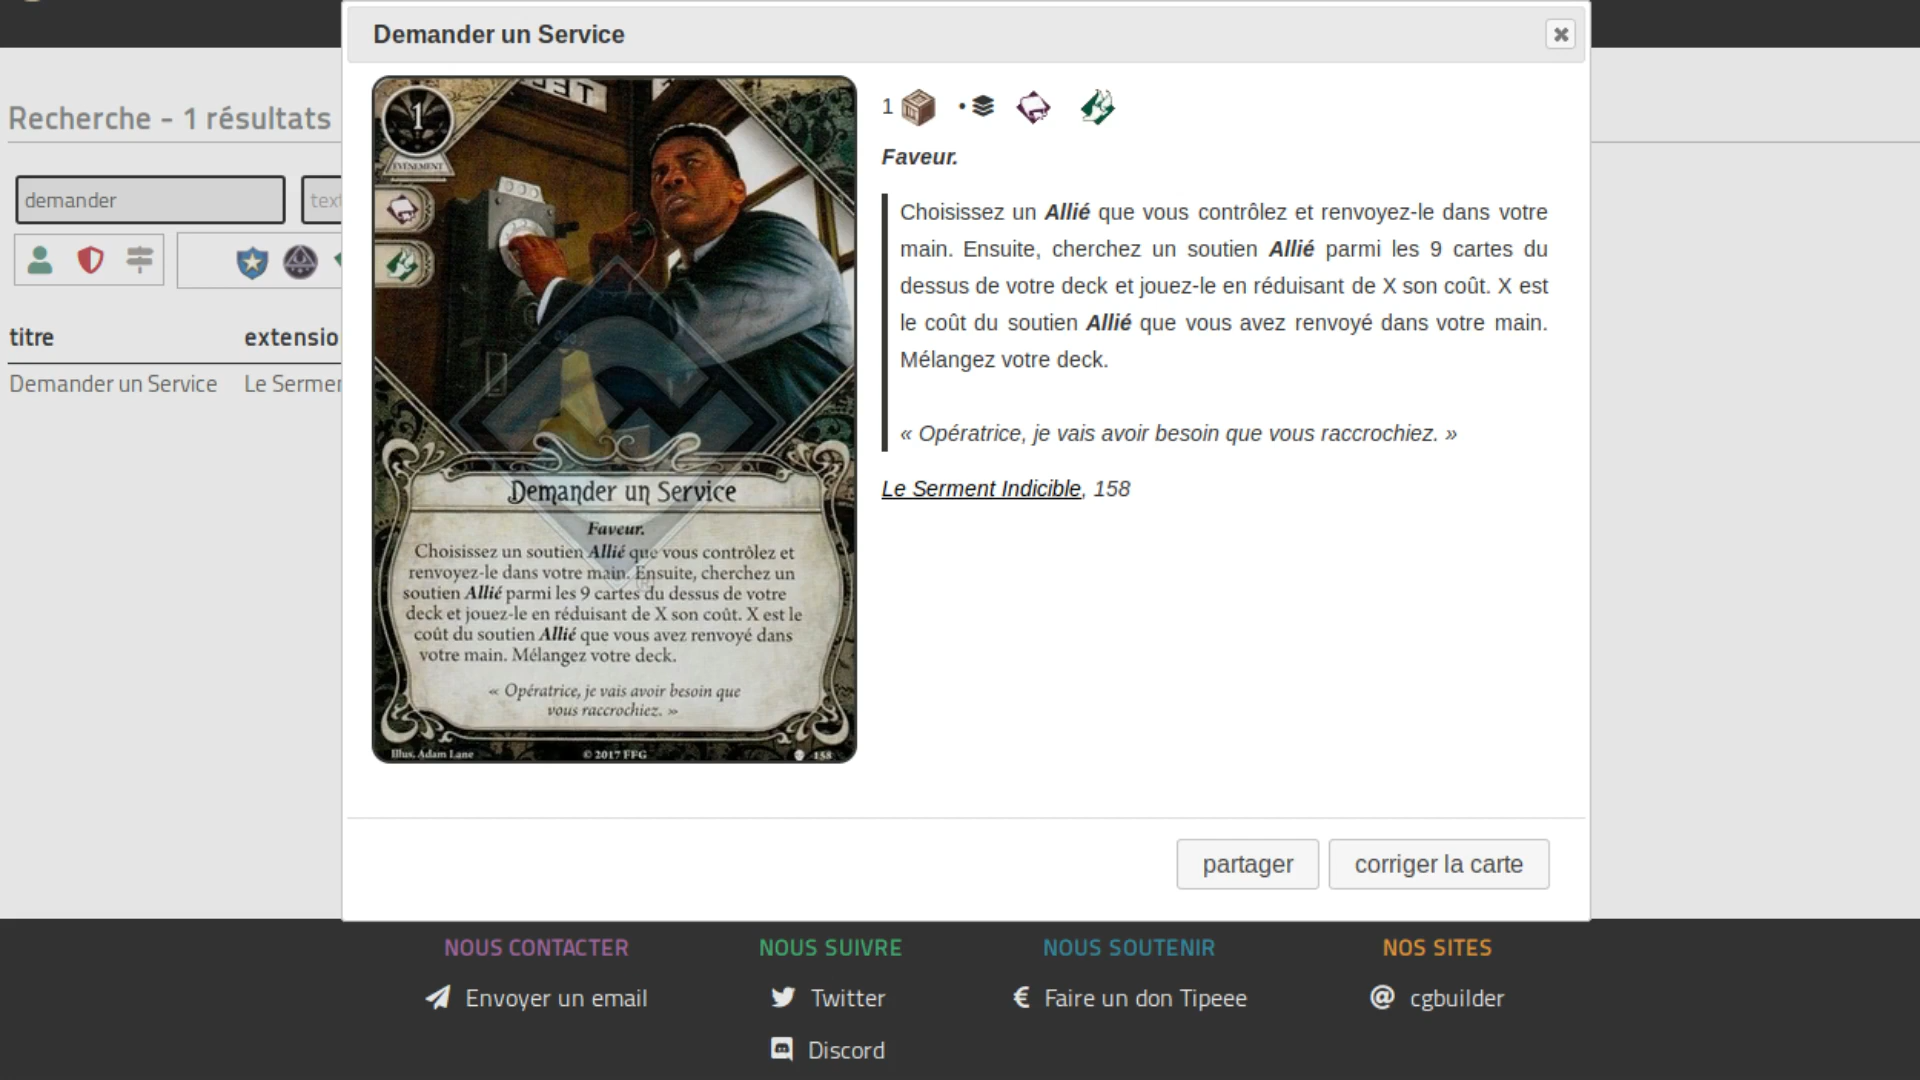 Demander un Service
Recherche - 1 résultats
demander
titre
Demander un Service
Le Sermen
1
ÉVÉNEMENT
Demander un Service
Faveur.
Choisissez un soutien Allié que vous contrôlez et
renvoyez-le dans votre main. Ensuite, cherchez un
soutien Allié parmi les 9 cartes du dessus de votre
deck et jouez-le en réduisant de X son coût. X est le
coût du soutien Allié que vous avez renvoyé dans
votre main. Mélangez votre deck.
« Opératrice, je vais avoir besoin que
vous raccrochiez. »
Illus. Adam Lane © 2017 FFG 158
1
Faveur.
Choisissez un Allié que vous contrôlez et renvoyez-le dans votre
main. Ensuite, cherchez un soutien Allié parmi les 9 cartes du
dessus de votre deck et jouez-le en réduisant de X son coût. X est
le coût du soutien Allié que vous avez renvoyé dans votre main.
Mélangez votre deck.
« Opératrice, je vais avoir besoin que vous raccrochiez. »
Le Serment Indicible, 158
partager
corriger la carte
NOUS CONTACTER
Envoyer un email
NOUS SUIVRE
Twitter
Discord
NOUS SOUTENIR
Faire un don Tipeee
NOS SITES
cgbuilder